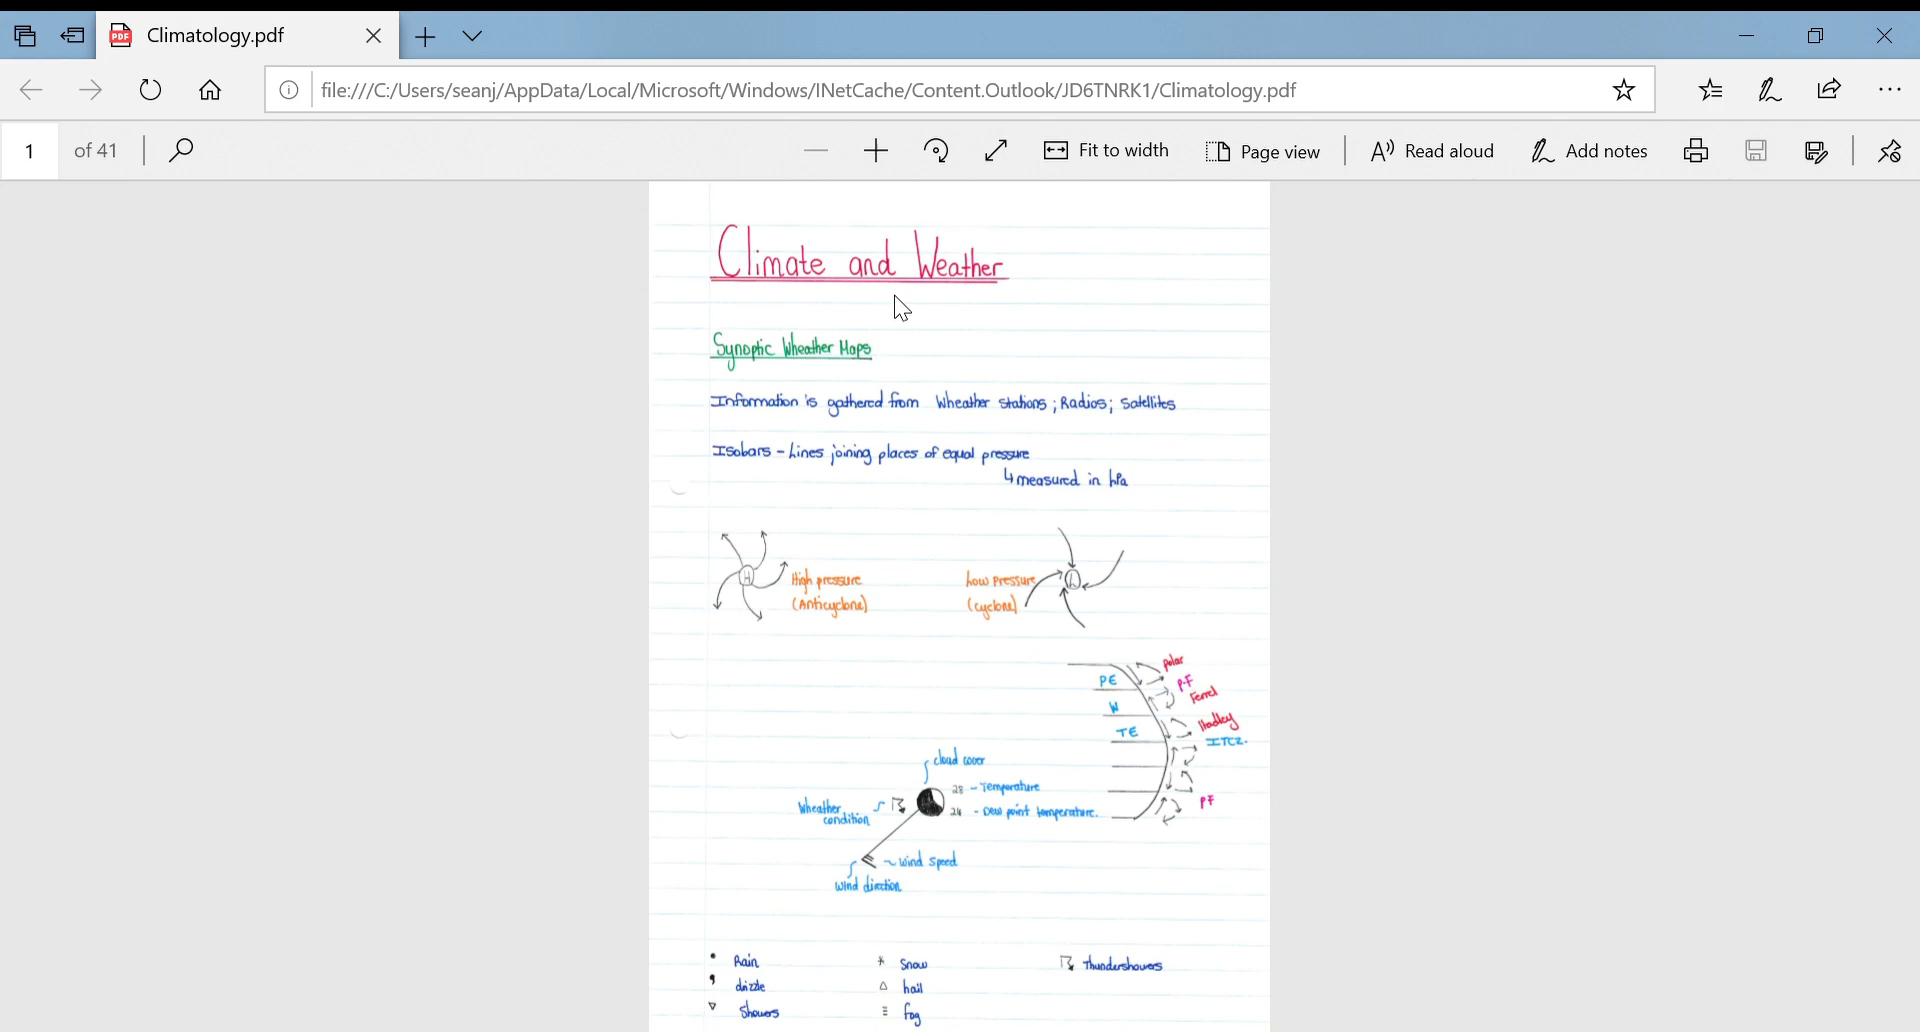 Climatology.pdf
file:///C:/Users/seanj/AppData/Local/Microsoft/Windows/INetCache/Content.Outlook/JD6TNRK1/Climatology.pdf
1 of 41
Fit to width
Page view
Read aloud
Add notes
Climate and Weather
Synoptic Wheather Maps
Information is gathered from Wheather stations ; Radios ; Satellites
Isobars - Lines joining places of equal pressure
↳ measured in hPa
H
High pressure
(Anticyclone)
Low pressure
(cyclone)
L
polar
PE
P.F
Ferrel
W
Hadley
TE
ITCZ.
PF
cloud cover
28 - Temperature
Wheather
condition
24 - Dew point temperature.
wind speed
wind direction
Rain
drizzle
Showers
* Snow
△ hail
≡ fog
Thundershowers